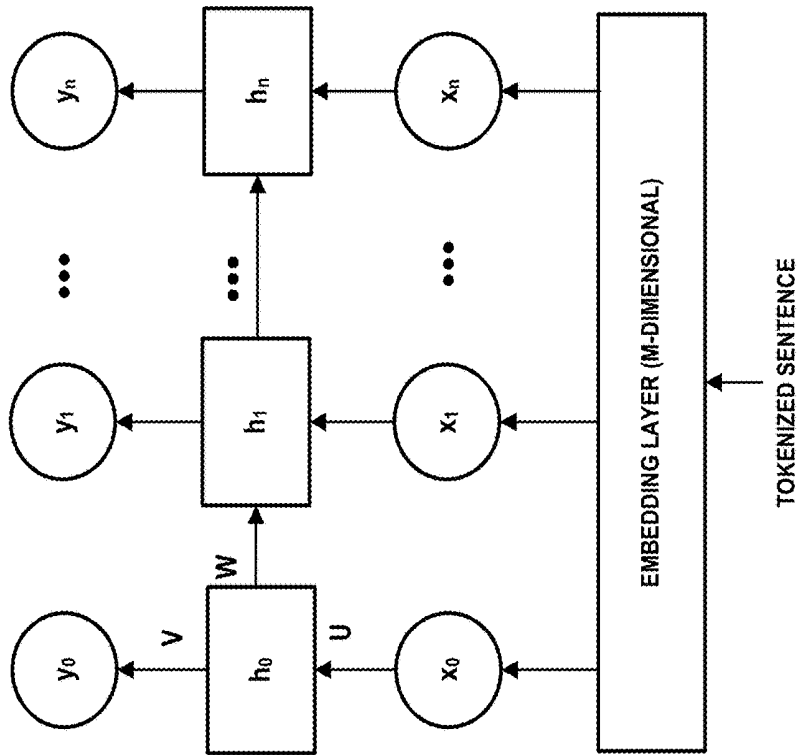 y₀
y₁
yₙ
V
h₀
W
h₁
hₙ
U
x₀
x₁
xₙ
EMBEDDING LAYER (M-DIMENSIONAL)
TOKENIZED SENTENCE